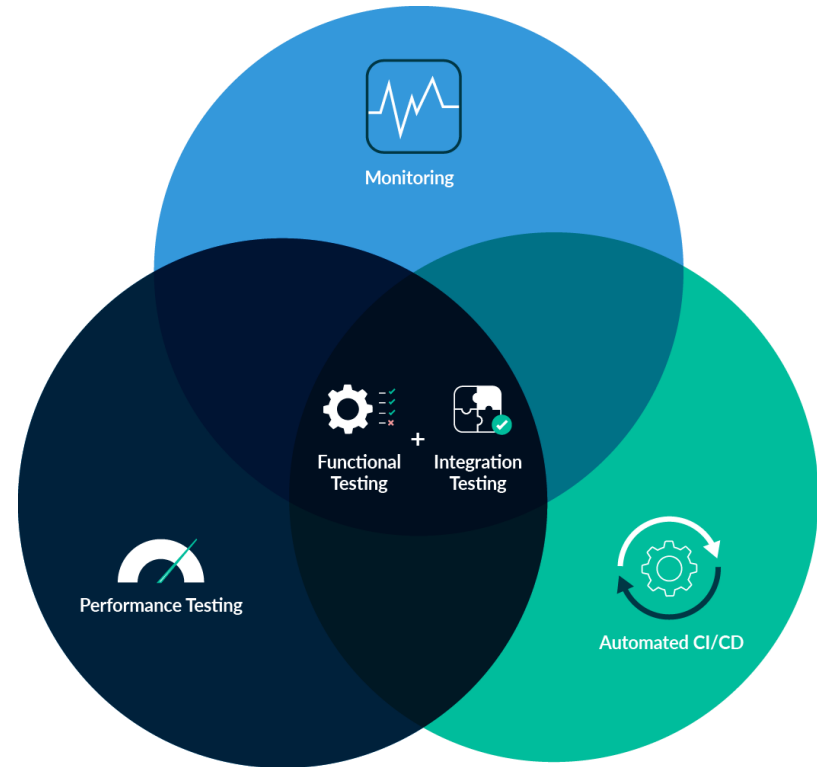 Monitoring
+
Functional
Testing
Integration
Testing
Performance Testing
Automated CI/CD